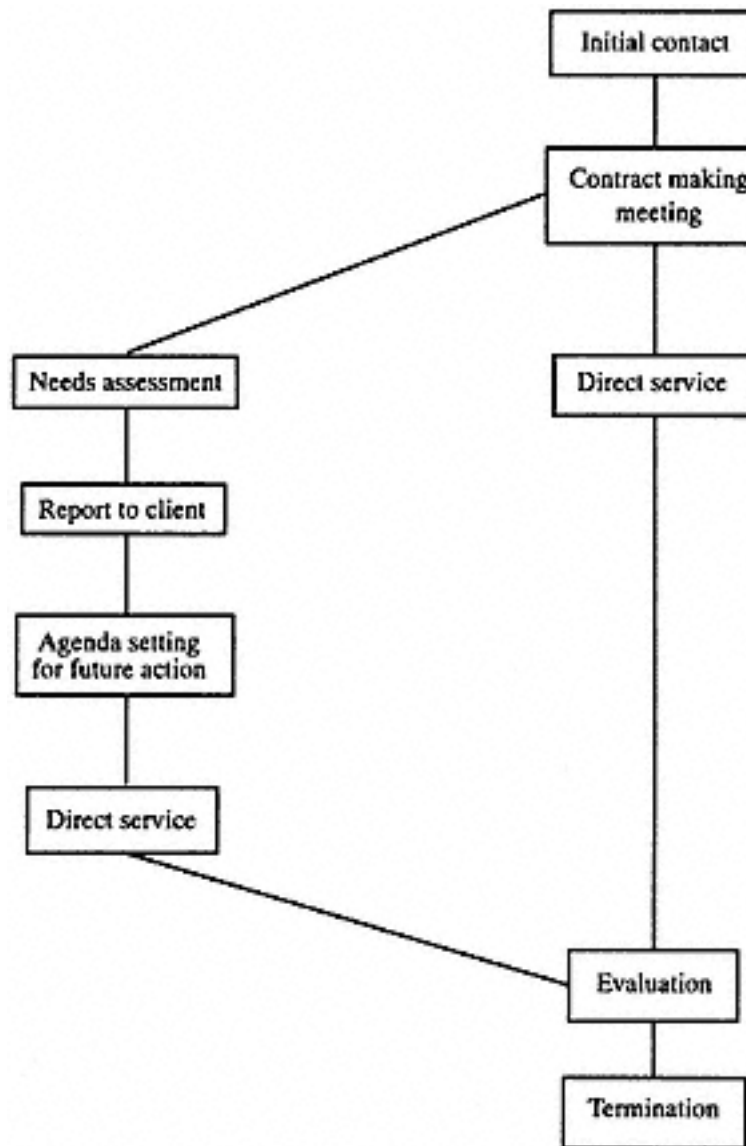 Initial contact
Contract making
meeting
Needs assessment
Direct service
Report to client
Agenda setting
for future action
Direct service
Evaluation
Termination